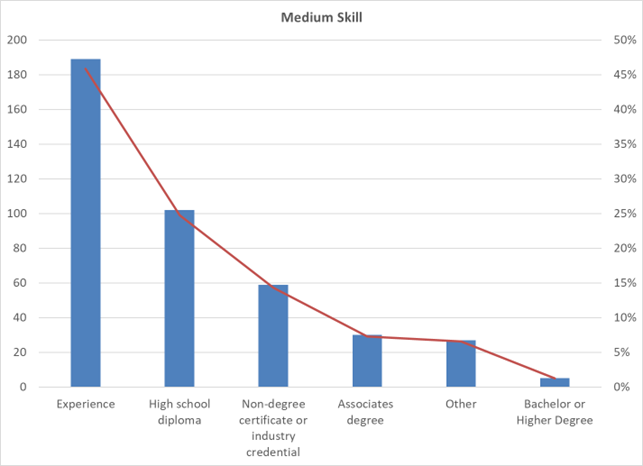 Medium Skill
200
180
160
140
120
100
80
60
40
20
0
50%
45%
40%
35%
30%
25%
20%
15%
10%
5%
0%
Experience
High school
diploma
Non-degree
certificate or
industry
credential
Associates
degree
Other
Bachelor or
Higher Degree